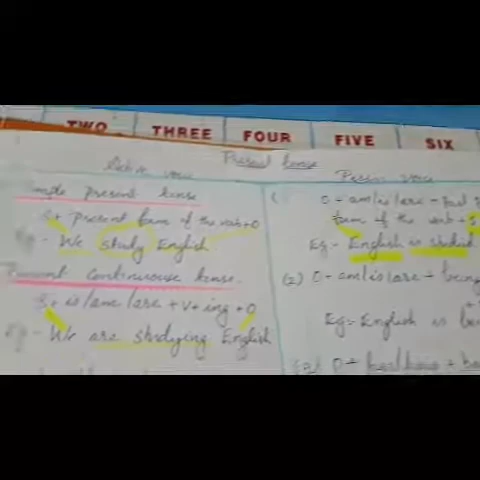 TWO THREE FOUR FIVE SIX
Present tense
Active voice
Passive voice
Simple present tense
S+ present form of the verb+O
Eg - We study English.
Present continuouse tense.
S+ is/am/are +v+ing+O
Eg - We are studying English
O + am/is/are + past
form of the verb + S
Eg - English is studied
(2) O + am/is/are + being
Eg = English is
(3) O + has/have +